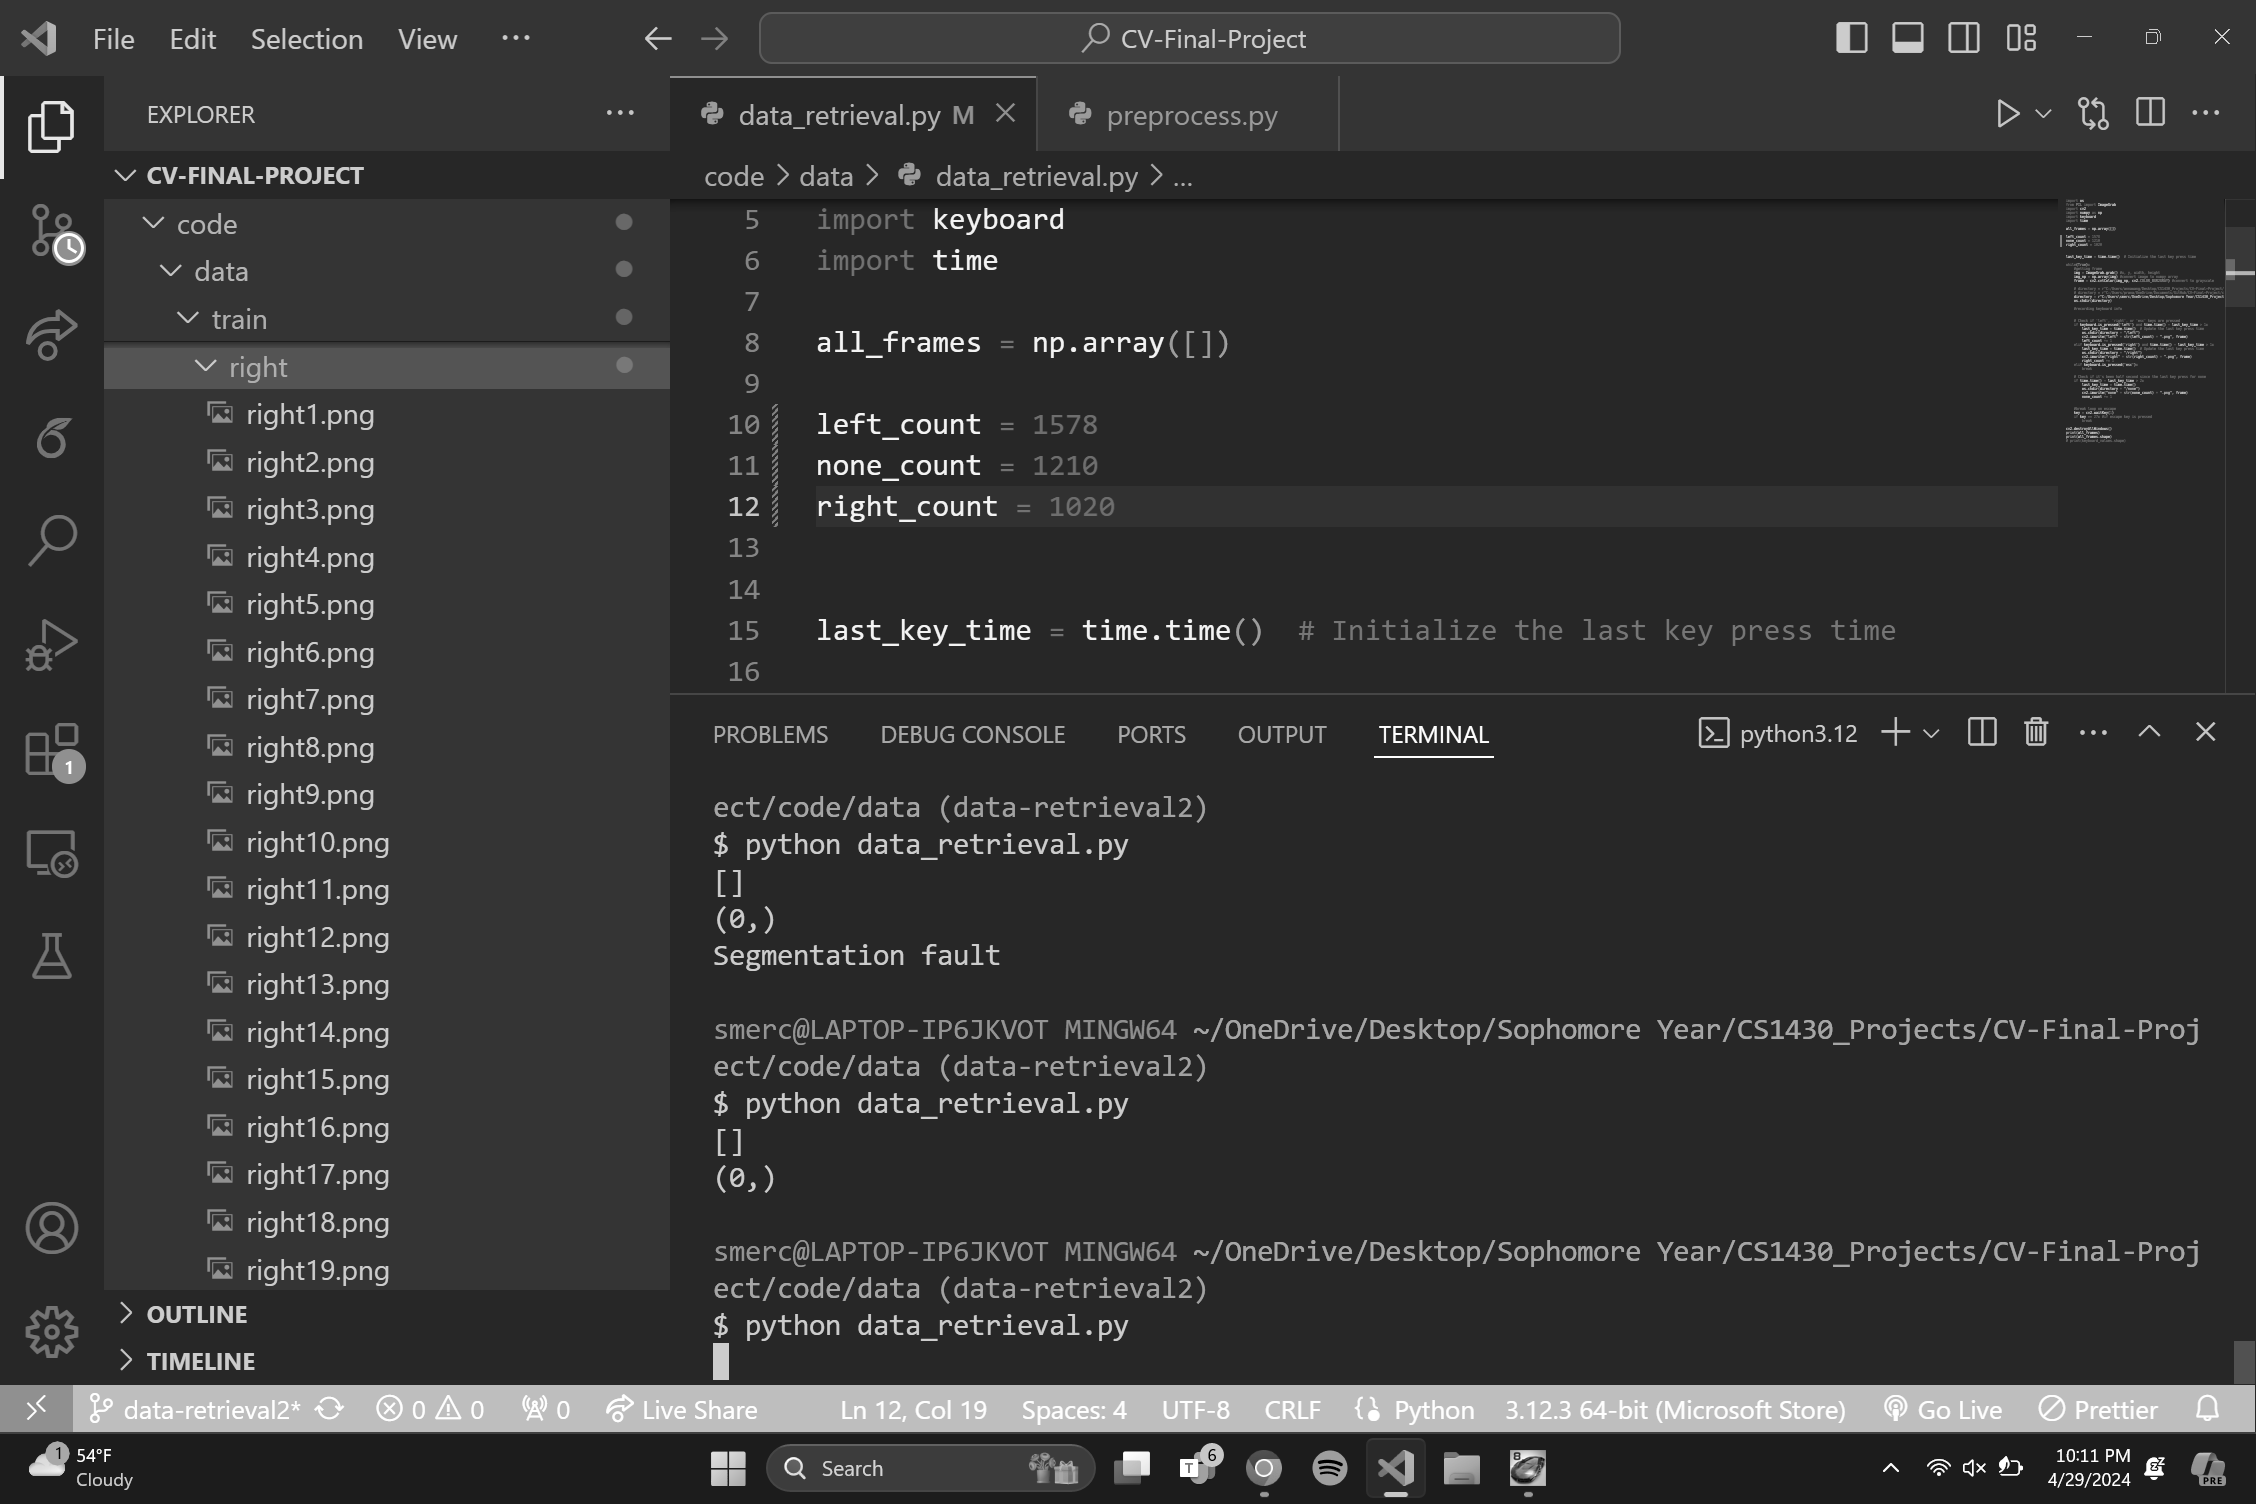 File Edit Selection View ···
CV-Final-Project
EXPLORER
data_retrieval.py M
preprocess.py
CV-FINAL-PROJECT
code > data > data_retrieval.py > ...
code
data
train
right
right1.png
right2.png
right3.png
right4.png
right5.png
right6.png
right7.png
right8.png
right9.png
right10.png
right11.png
right12.png
right13.png
right14.png
right15.png
right16.png
right17.png
right18.png
right19.png
OUTLINE
TIMELINE
1
5 import keyboard
6 import time
7
8 all_frames = np.array([])
9
10 left_count = 1578
11 none_count = 1210
12 right_count = 1020
13
14
15 last_key_time = time.time()  # Initialize the last key press time
16
PROBLEMS DEBUG CONSOLE PORTS OUTPUT TERMINAL
python3.12
ect/code/data (data-retrieval2)
$ python data_retrieval.py
[]
(0,)
Segmentation fault
smerc@LAPTOP-IP6JKVOT MINGW64 ~/OneDrive/Desktop/Sophomore Year/CS1430_Projects/CV-Final-Proj
ect/code/data (data-retrieval2)
$ python data_retrieval.py
[]
(0,)
smerc@LAPTOP-IP6JKVOT MINGW64 ~/OneDrive/Desktop/Sophomore Year/CS1430_Projects/CV-Final-Proj
ect/code/data (data-retrieval2)
$ python data_retrieval.py
data-retrieval2* 0 0 0 Live Share Ln 12, Col 19 Spaces: 4 UTF-8 CRLF Python 3.12.3 64-bit (Microsoft Store) Go Live Prettier
1 54°F
Cloudy
Search
T 6
8
10:11 PM
4/29/2024
PRE